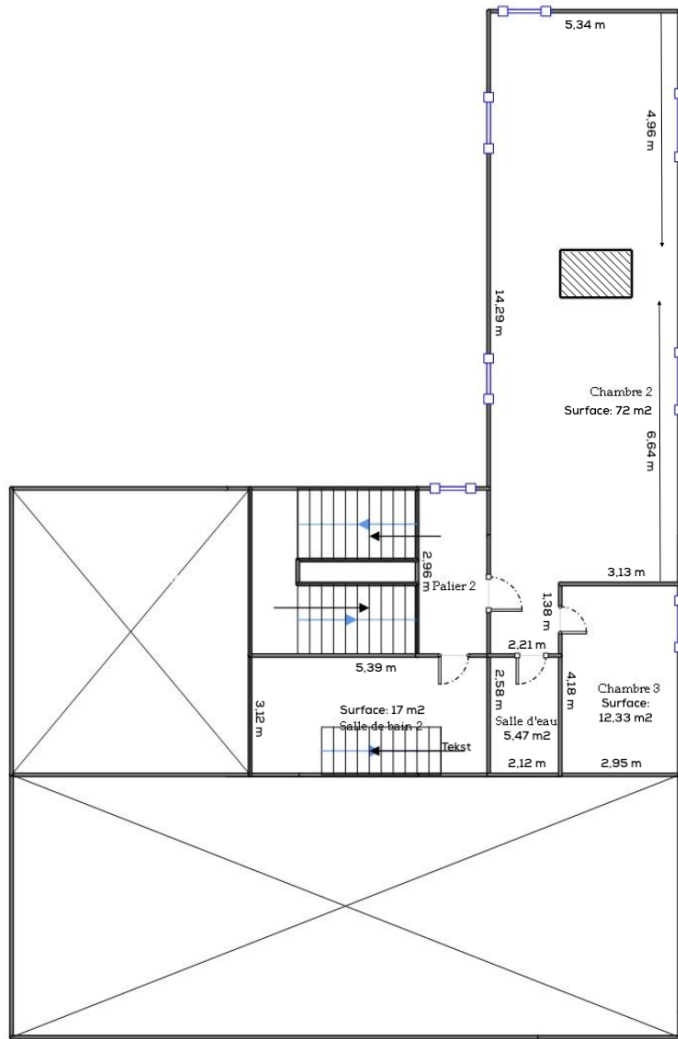 5,34 m
4,96 m
14,29 m
Chambre 2
Surface: 72 m2
6,64 m
2,96 m
Palier 2
3,13 m
1,38 m
2,21 m
5,39 m
3,12 m
Surface: 17 m2
Salle de bain 2
Tekst
2,58 m
Salle d'eau
5,47 m2
2,12 m
4,18 m
Chambre 3
Surface:
12,33 m2
2,95 m